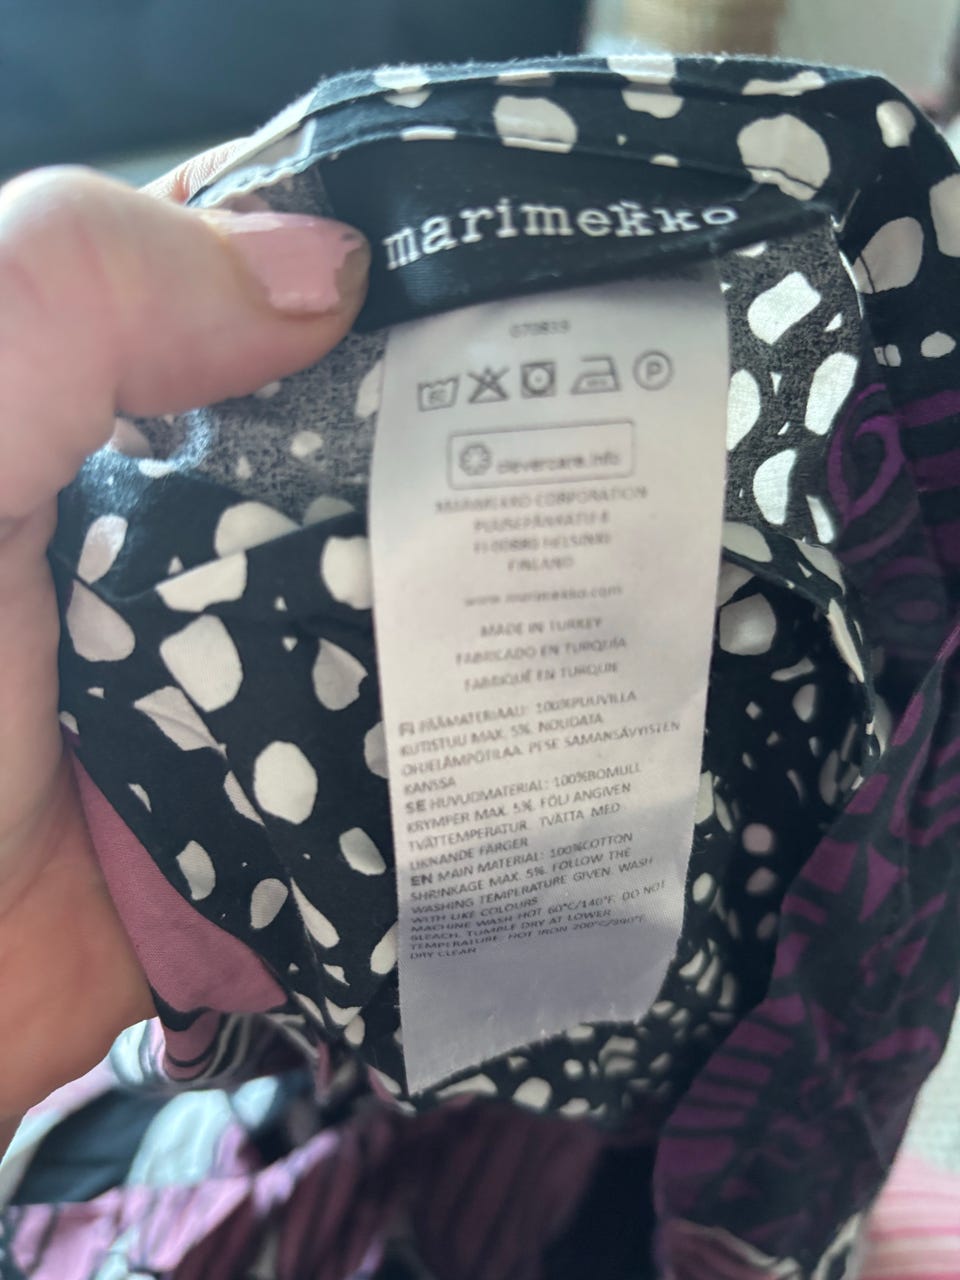 marimekko
070819
60
P
clevercare.info
MARIMEKKO CORPORATION
PUUSEPÄNKATU 4
FI-00880 HELSINKI
FINLAND
www.marimekko.com
MADE IN TURKEY
FABRICADO EN TURQUÍA
FABRIQUÉ EN TURQUIE
FI PÄÄMATERIAALI: 100%PUUVILLA
KUTISTUU MAX. 5%. NOUDATA
OHJELÄMPÖTILAA. PESE SAMANSÄVYISTEN
KANSSA
SE HUVUDMATERIAL: 100%BOMULL
KRYMPER MAX. 5%. FÖLJ ANGIVEN
TVÄTTEMPERATUR. TVÄTTA MED
LIKNANDE FÄRGER
EN MAIN MATERIAL: 100%COTTON
SHRINKAGE MAX. 5%. FOLLOW THE
WASHING TEMPERATURE GIVEN. WASH
WITH LIKE COLOURS
MACHINE WASH HOT 60°C/140°F. DO NOT
BLEACH. TUMBLE DRY AT LOWER
TEMPERATURE. HOT IRON 200°C/390°F.
DRY CLEAN